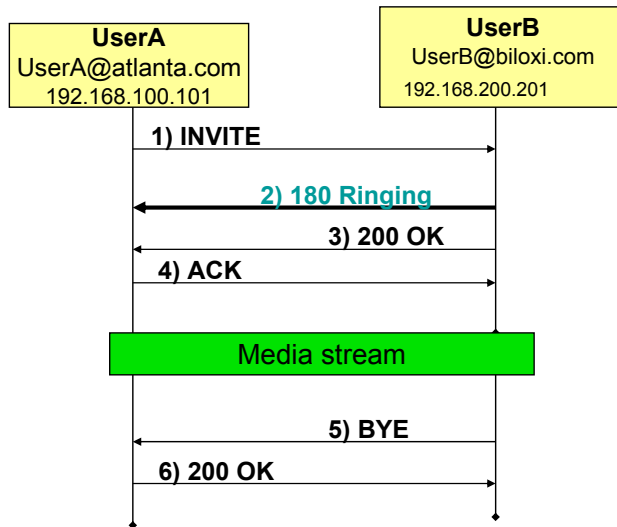 UserA
UserA@atlanta.com
192.168.100.101
UserB
UserB@biloxi.com
192.168.200.201
1) INVITE
2) 180 Ringing
3) 200 OK
4) ACK
Media stream
5) BYE
6) 200 OK